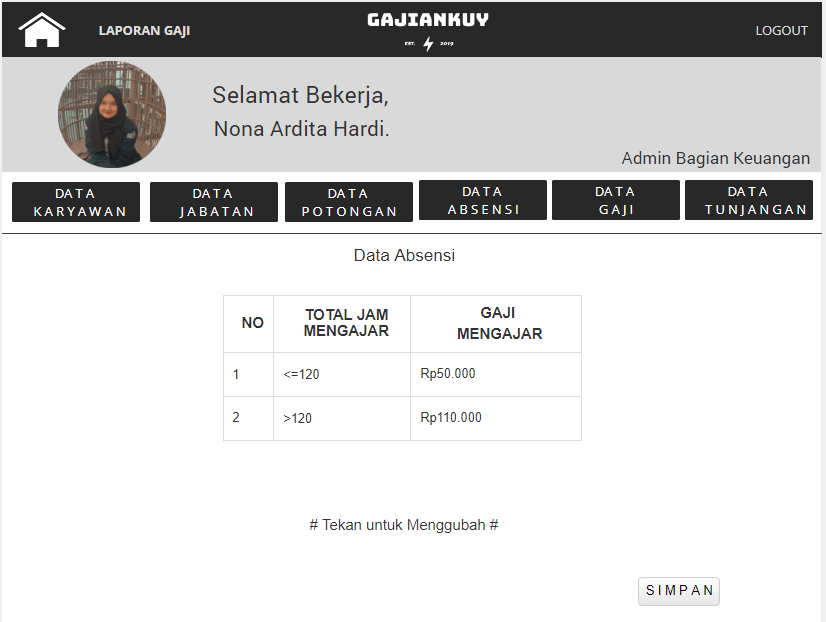 LAPORAN GAJI
GAJIANKUY
EST. 2019
LOGOUT
Selamat Bekerja,
Nona Ardita Hardi.
Admin Bagian Keuangan
DATA KARYAWAN
DATA JABATAN
DATA POTONGAN
DATA ABSENSI
DATA GAJI
DATA TUNJANGAN
Data Absensi
NO TOTAL JAM MENGAJAR GAJI MENGAJAR
1 <=120 Rp50.000
2 >120 Rp110.000
# Tekan untuk Menggubah #
SIMPAN